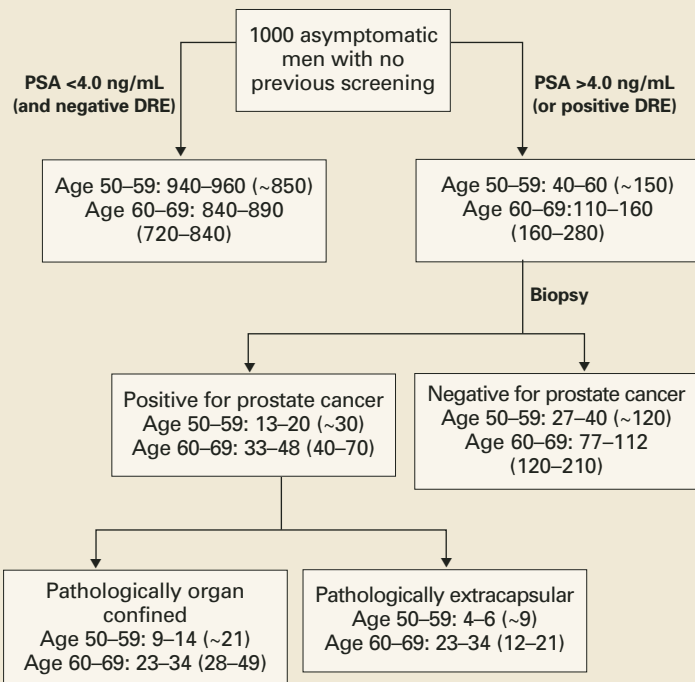 1000 asymptomatic
men with no
previous screening
PSA <4.0 ng/mL
(and negative DRE)
PSA >4.0 ng/mL
(or positive DRE)
Age 50–59: 940–960 (~850)
Age 60–69: 840–890
(720–840)
Age 50–59: 40–60 (~150)
Age 60–69:110–160
(160–280)
Biopsy
Positive for prostate cancer
Age 50–59: 13–20 (~30)
Age 60–69: 33–48 (40–70)
Negative for prostate cancer
Age 50–59: 27–40 (~120)
Age 60–69: 77–112
(120–210)
Pathologically organ
confined
Age 50–59: 9–14 (~21)
Age 60–69: 23–34 (28–49)
Pathologically extracapsular
Age 50–59: 4–6 (~9)
Age 60–69: 23–34 (12–21)